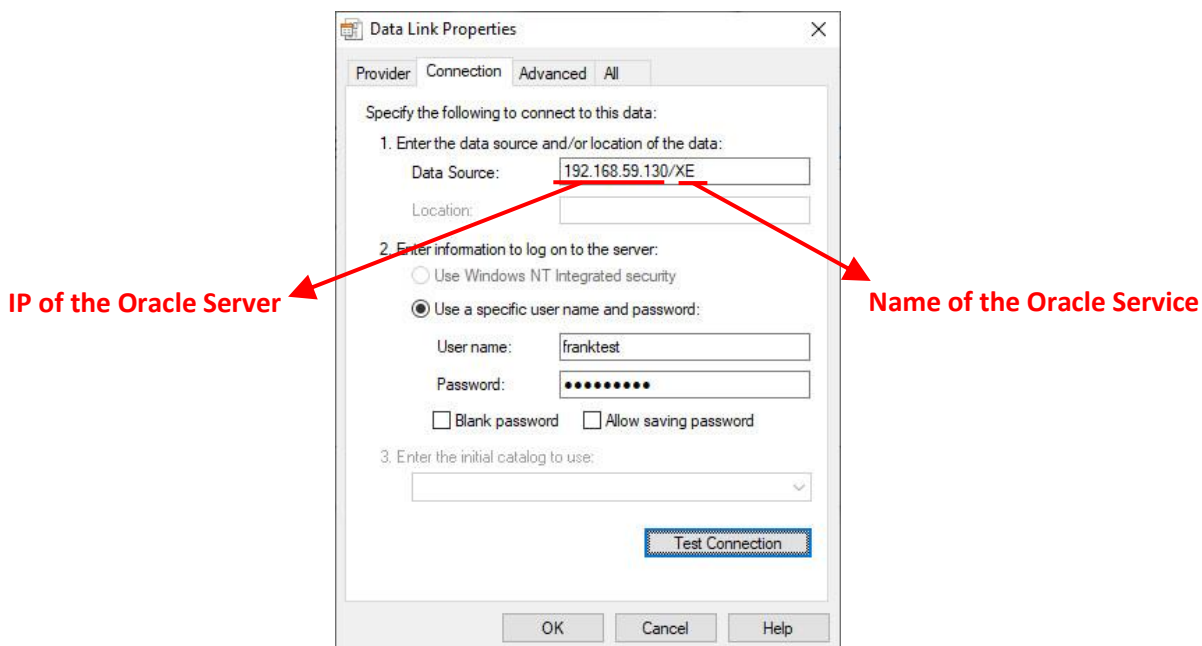 Data Link Properties
Provider Connection Advanced All
Specify the following to connect to this data:
1. Enter the data source and/or location of the data:
Data Source: 192.168.59.130/XE
Location:
2. Enter information to log on to the server:
Use Windows NT Integrated security
IP of the Oracle Server
Name of the Oracle Service
Use a specific user name and password:
User name: franktest
Password: •••••••••
Blank password Allow saving password
3. Enter the initial catalog to use:
Test Connection
OK Cancel Help